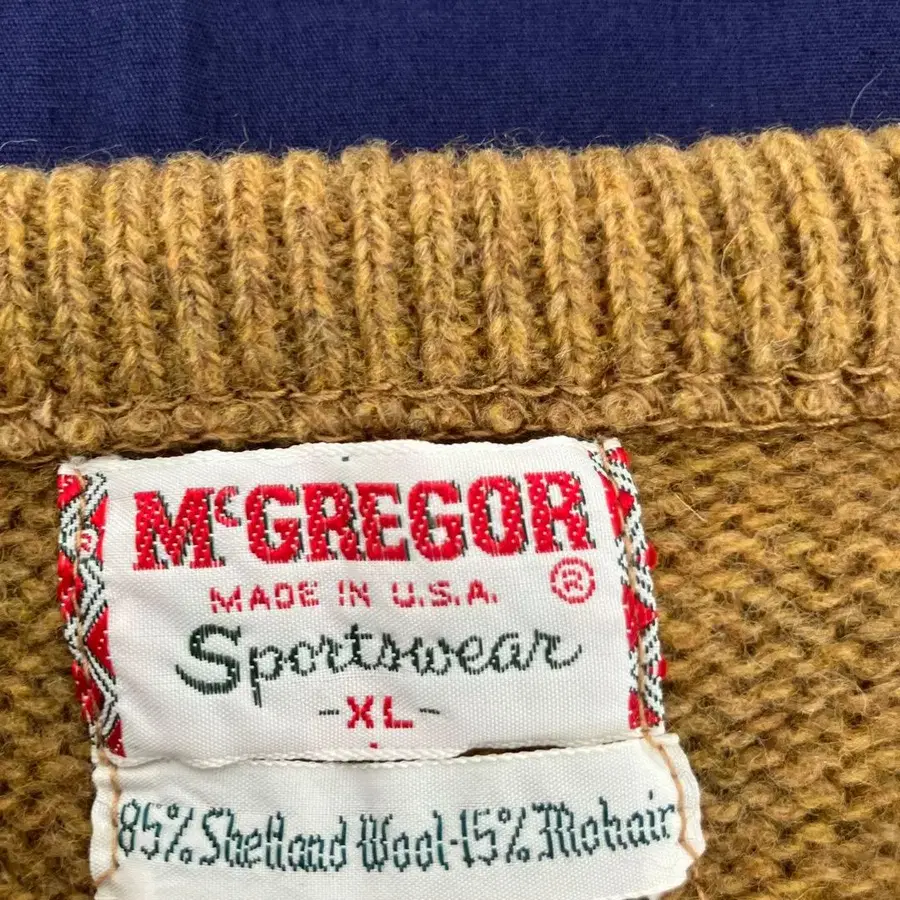 McGREGOR
MADE IN U.S.A. ®
Sportswear
-XL-
85% Shetland Wool-15% Mohair